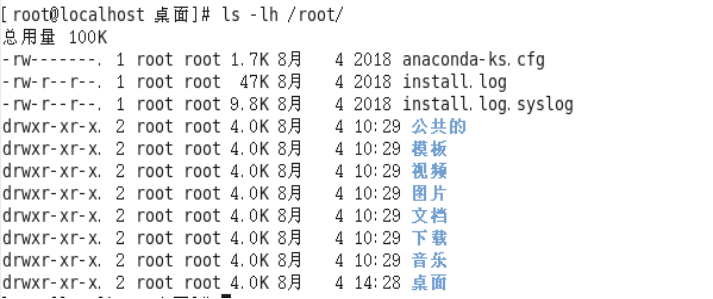 [root@localhost 桌面]# ls -lh /root/
总用量 100K
-rw-------. 1 root root 1.7K 8月   4 2018 anaconda-ks.cfg
-rw-r--r--. 1 root root  47K 8月   4 2018 install.log
-rw-r--r--. 1 root root 9.8K 8月   4 2018 install.log.syslog
drwxr-xr-x. 2 root root 4.0K 8月   4 10:29 公共的
drwxr-xr-x. 2 root root 4.0K 8月   4 10:29 模板
drwxr-xr-x. 2 root root 4.0K 8月   4 10:29 视频
drwxr-xr-x. 2 root root 4.0K 8月   4 10:29 图片
drwxr-xr-x. 2 root root 4.0K 8月   4 10:29 文档
drwxr-xr-x. 2 root root 4.0K 8月   4 10:29 下载
drwxr-xr-x. 2 root root 4.0K 8月   4 10:29 音乐
drwxr-xr-x. 2 root root 4.0K 8月   4 14:28 桌面